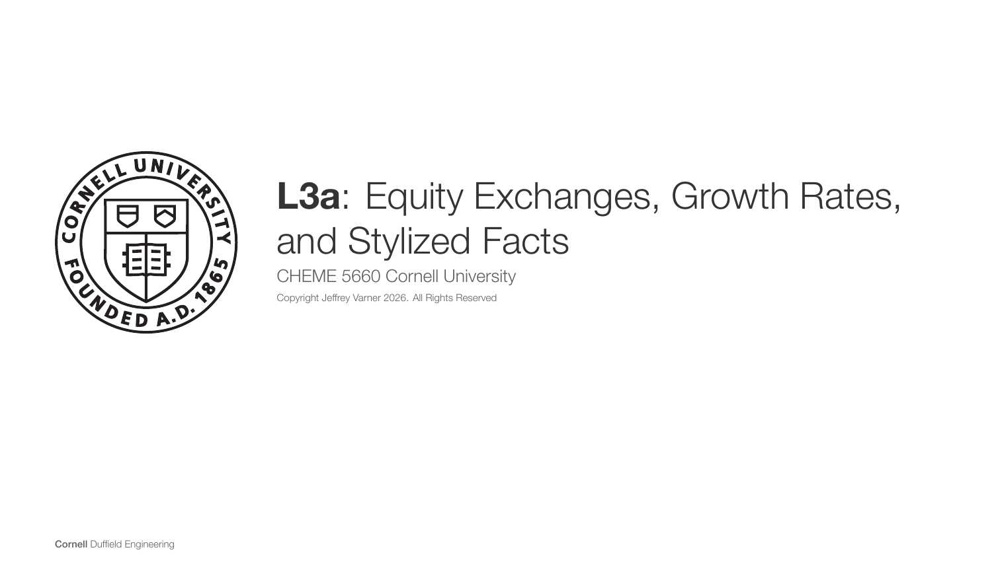 CORNELL UNIVERSITY
FOUNDED A.D. 1865
L3a: Equity Exchanges, Growth Rates,
and Stylized Facts
CHEME 5660 Cornell University
Copyright Jeffrey Varner 2026. All Rights Reserved
Cornell Duffield Engineering